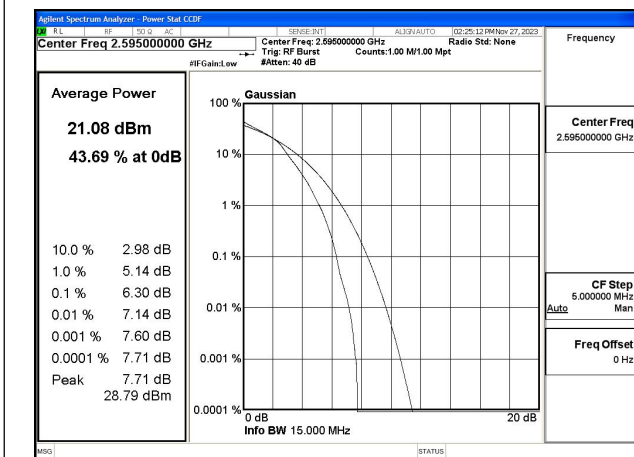 Agilent Spectrum Analyzer - Power Stat CCDF
RL RF 50 Ω AC SENSE:INT ALIGN AUTO 02:25:12 PM Nov 27, 2023
Center Freq 2.595000000 GHz
Center Freq: 2.595000000 GHz Radio Std: None
Trig: RF Burst Counts:1.00 M/1.00 Mpt
#IFGain:Low #Atten: 40 dB
Frequency
Average Power
21.08 dBm
43.69 % at 0dB
10.0 % 2.98 dB
1.0 % 5.14 dB
0.1 % 6.30 dB
0.01 % 7.14 dB
0.001 % 7.60 dB
0.0001 % 7.71 dB
Peak 7.71 dB
28.79 dBm
Gaussian
100 %
10 %
1 %
0.1 %
0.01 %
0.001 %
0.0001 %
0 dB 20 dB
Info BW 15.000 MHz
Center Freq
2.595000000 GHz
CF Step
5.000000 MHz
Auto Man
Freq Offset
0 Hz
MSG STATUS